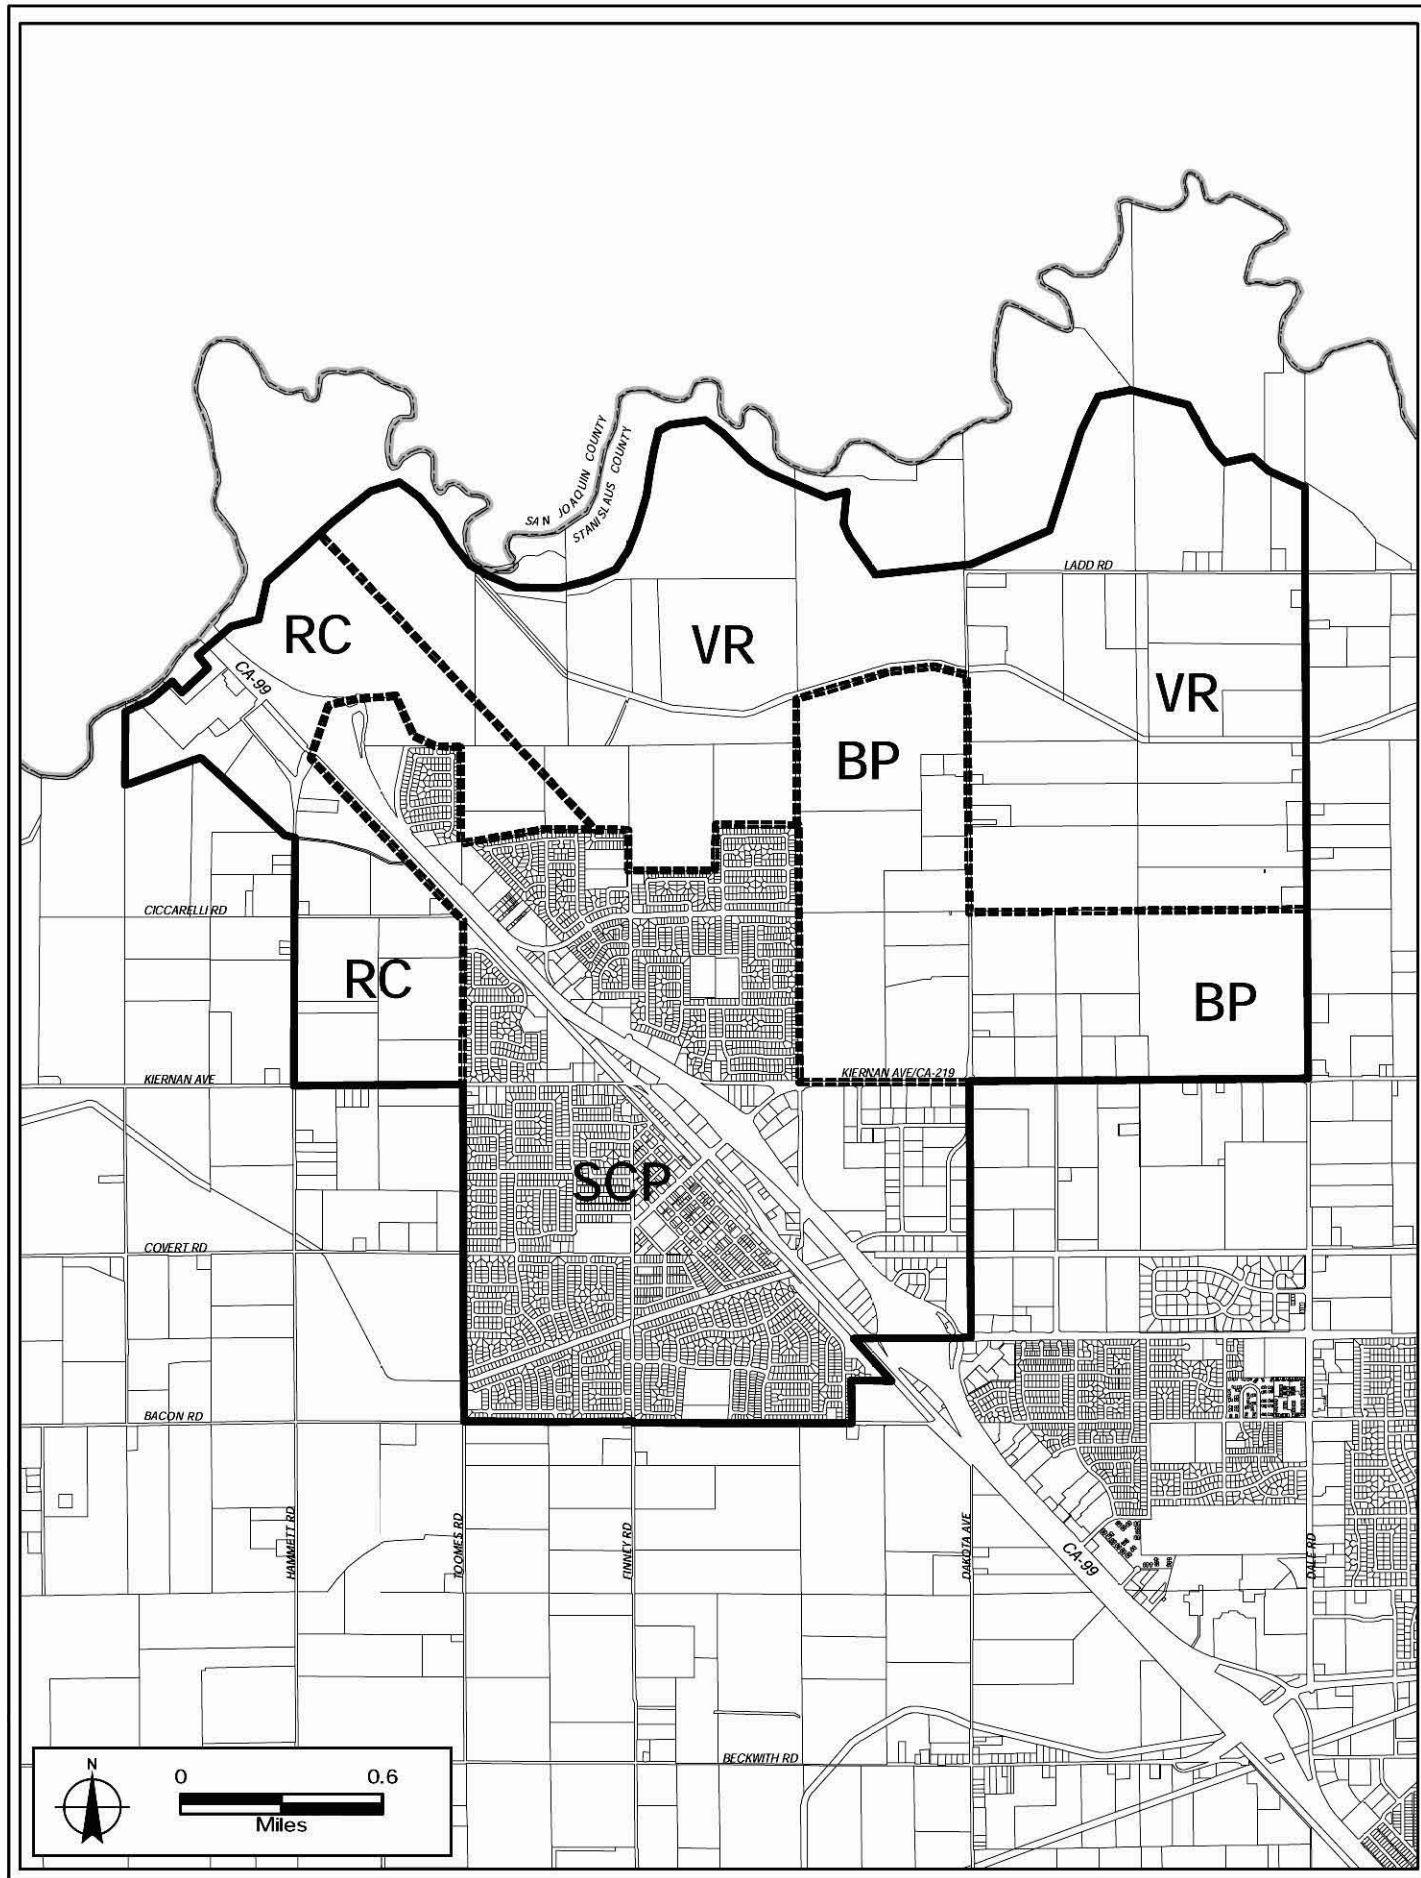 SAN JOAQUIN COUNTY
STANISLAUS COUNTY
LADD RD
RC
VR
VR
CA-99
BP
CICCARELLI RD
RC
BP
KIERNAN AVE
KIERNAN AVE/CA-219
SCP
COVERT RD
BACON RD
HAMMETT RD
TOOMES RD
FINNEY RD
DAKOTA AVE
CA-99
DALE RD
BECKWITH RD
N
0 0.6
Miles